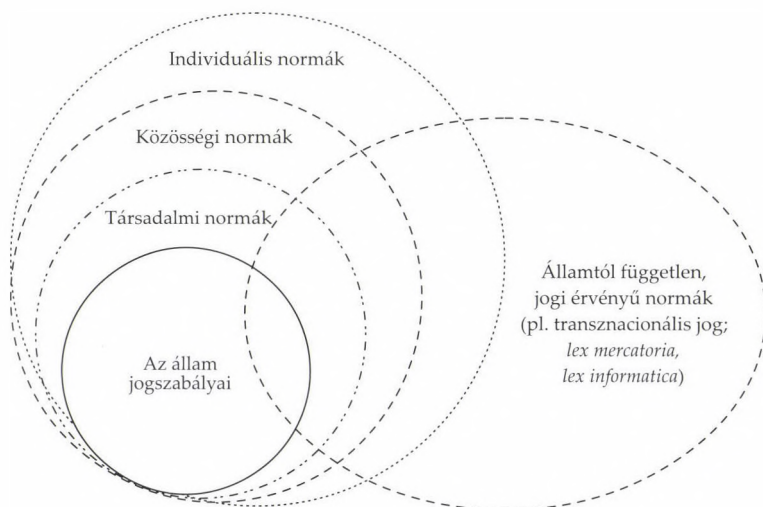 Individuális normák
Közösségi normák
Társadalmi normák
Az állam
jogszabályai
Államtól független,
jogi érvényű normák
(pl. transznacionális jog;
lex mercatoria,
lex informatica)